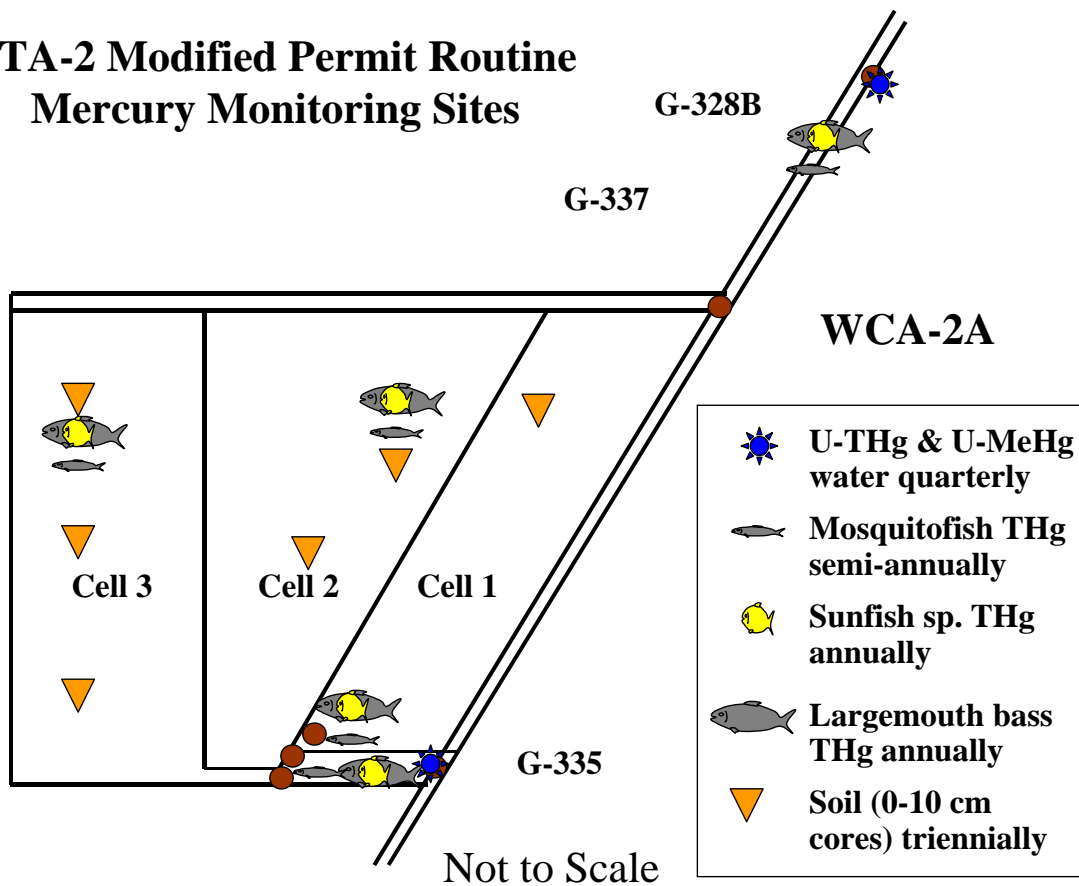 TA-2 Modified Permit Routine
Mercury Monitoring Sites
G-328B
G-337
WCA-2A
Cell 3
Cell 2
Cell 1
G-335
U-THg & U-MeHg
water quarterly
Mosquitofish THg
semi-annually
Sunfish sp. THg
annually
Largemouth bass
THg annually
Soil (0-10 cm
cores) triennially
Not to Scale